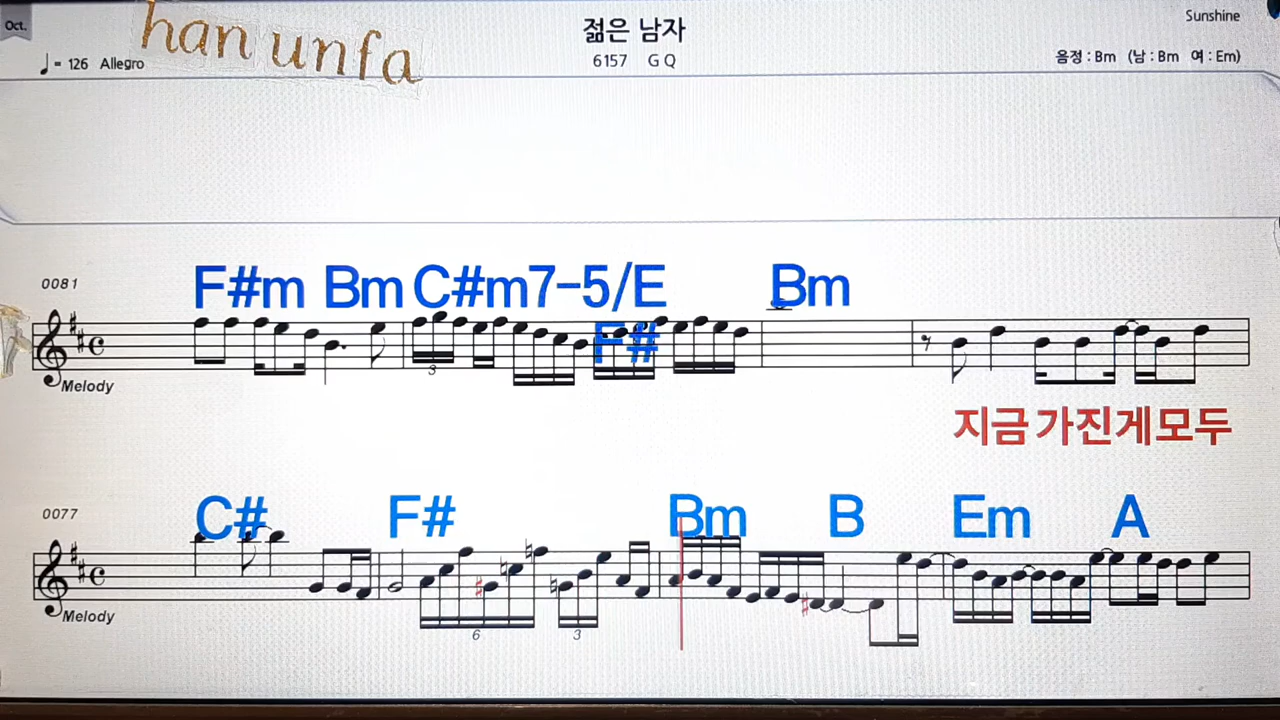 Oct.
han unfa
젊은 남자
Sunshine
♩= 126 Allegro
6157 G Q
음정 : Bm (남 : Bm 여 : Em)
0081
F#m Bm C#m7-5/E Bm
F#
3
Melody
지금 가진게 모두
0077
C# F# Bm B Em A
Melody
6 3